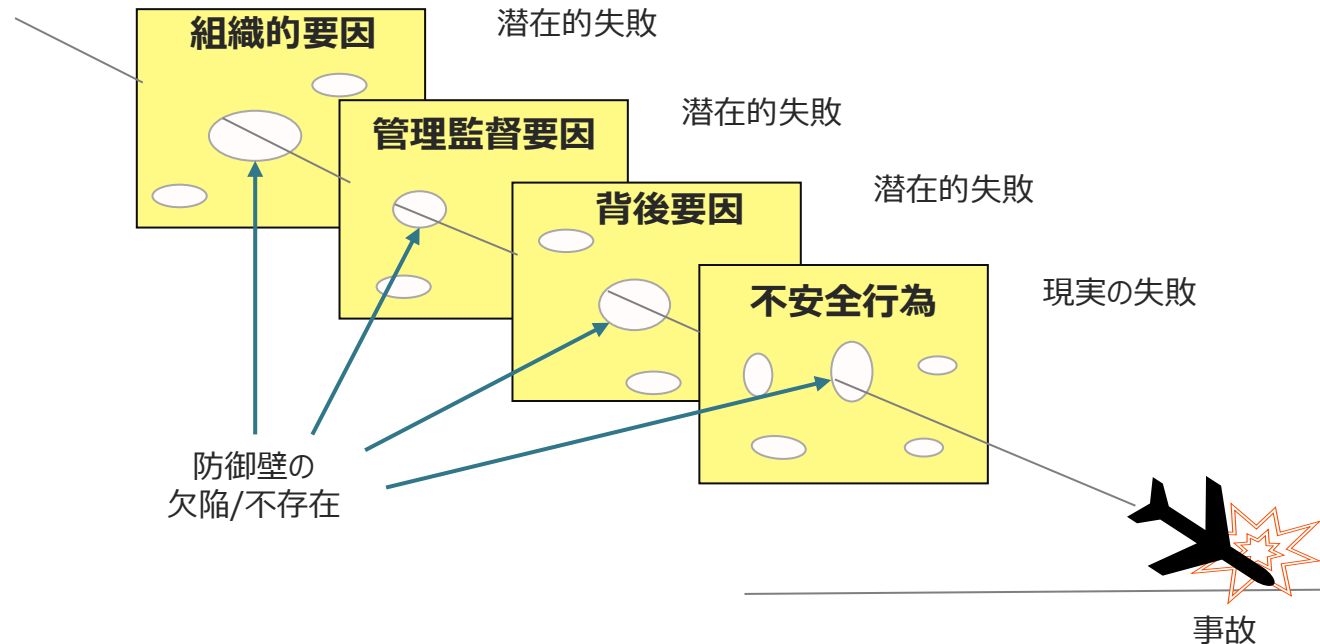 組織的要因
潜在的失敗
管理監督要因
潜在的失敗
背後要因
潜在的失敗
不安全行為
現実の失敗
防御壁の
欠陥/不存在
事故